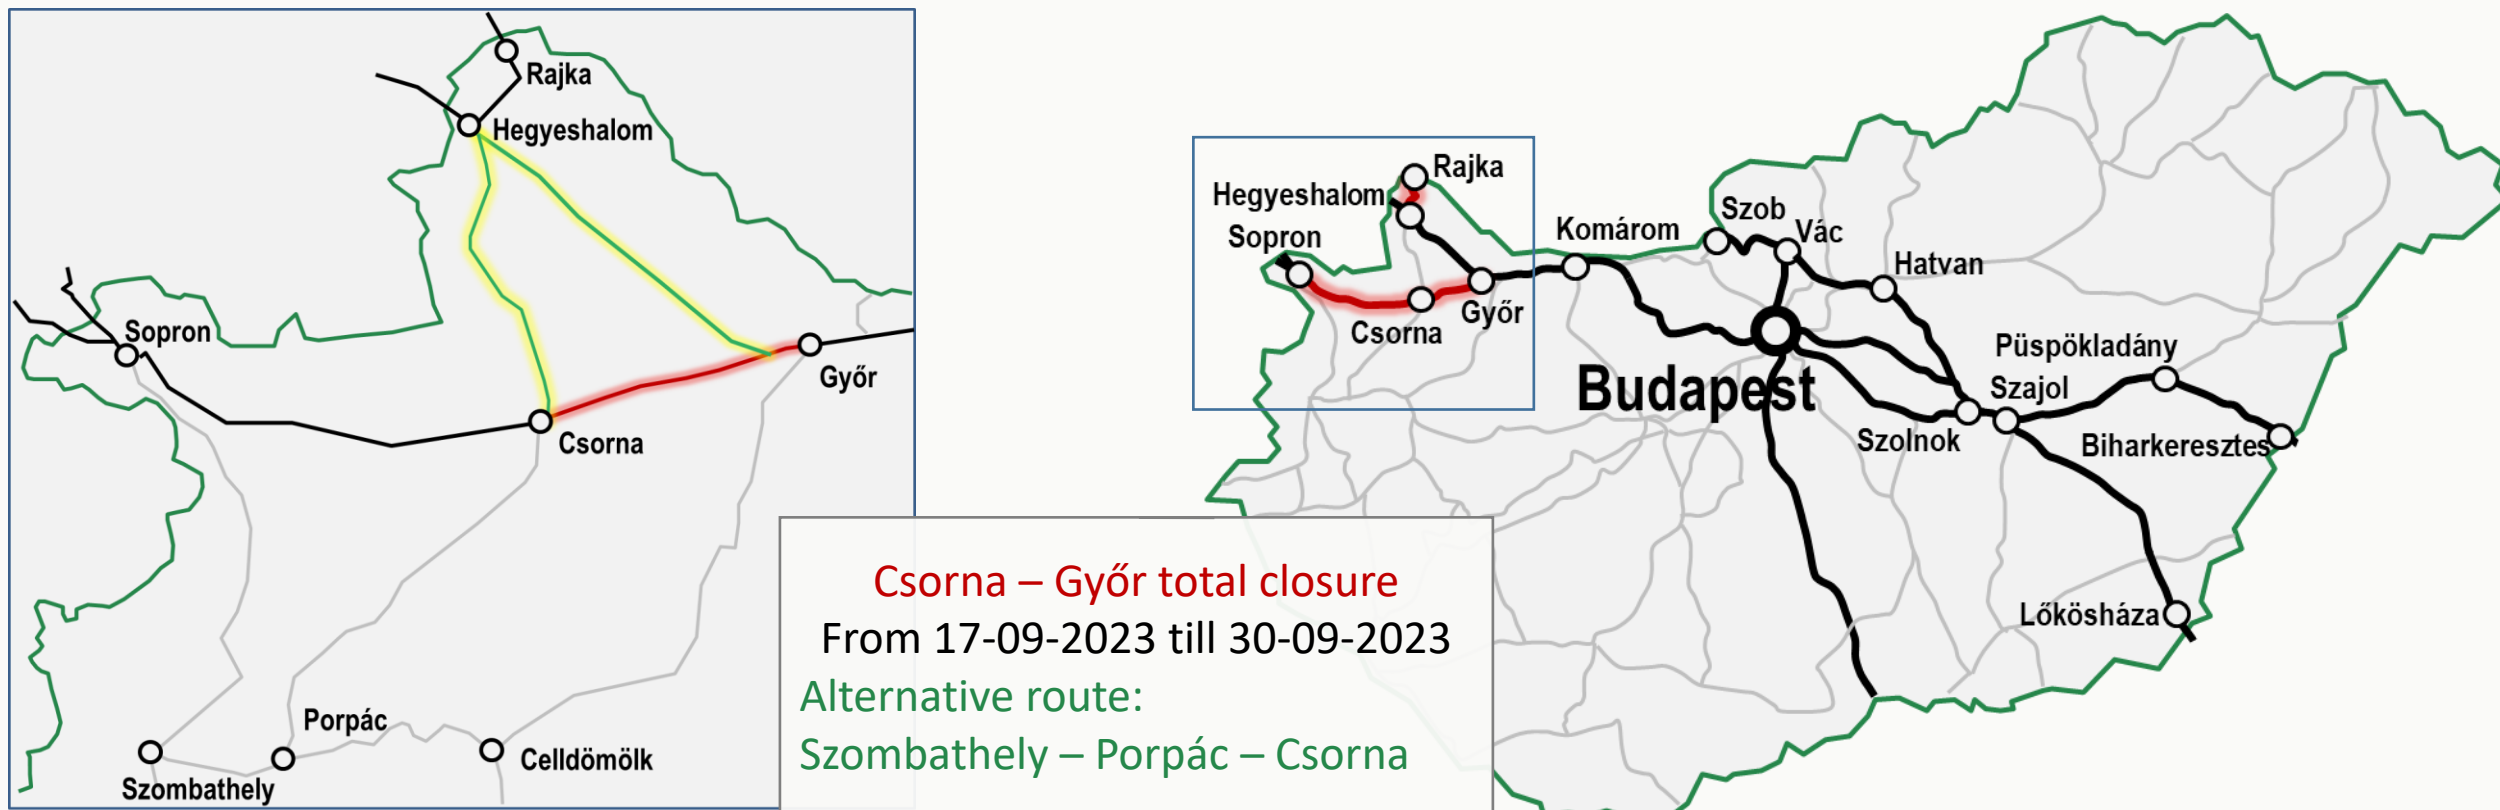 Rajka
Hegyeshalom
Sopron
Győr
Csorna
Porpác
Celldömölk
Szombathely
Rajka
Hegyeshalom
Sopron
Komárom
Szob
Vác
Hatvan
Győr
Csorna
Budapest
Püspökladány
Szajol
Szolnok
Biharkeresztes
Lőkösháza
Csorna – Győr total closure
From 17-09-2023 till 30-09-2023
Alternative route:
Szombathely – Porpác – Csorna